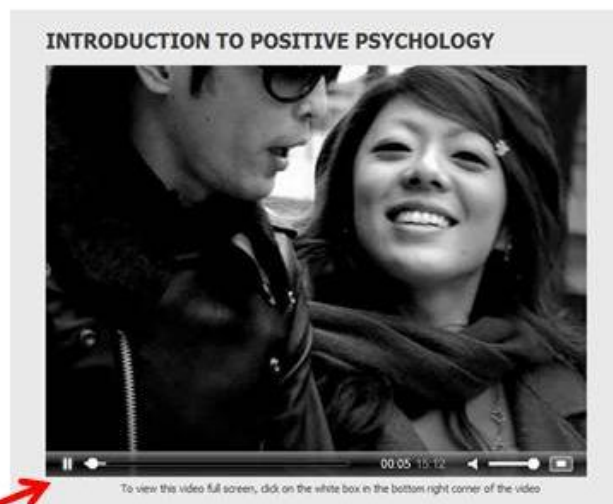 INTRODUCTION TO POSITIVE PSYCHOLOGY
00:05 15:12
To view this video full screen, click on the white box in the bottom right corner of the video